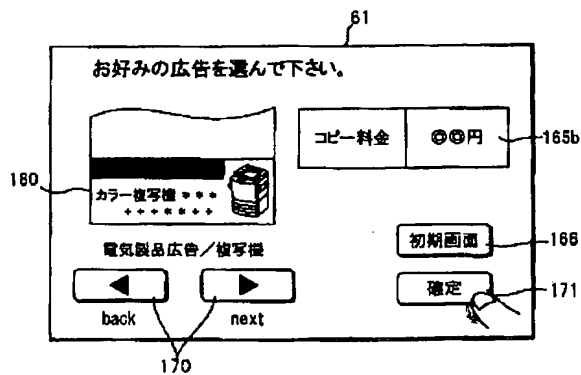 61
お好みの広告を選んで下さい。
コピー料金 ◎◎円
165b
180
カラー複写機 * * *
+ + + + + + +
電気製品広告/複写機
初期画面
166
確定
171
back next
170